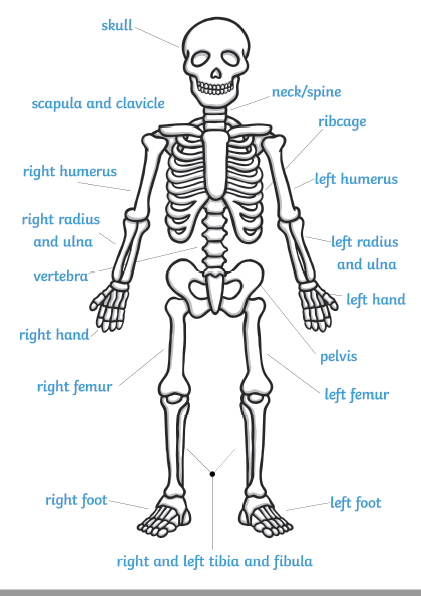 skull
neck/spine
scapula and clavicle
ribcage
right humerus
left humerus
right radius
and ulna
left radius
and ulna
vertebra
left hand
right hand
pelvis
right femur
left femur
right foot
left foot
right and left tibia and fibula